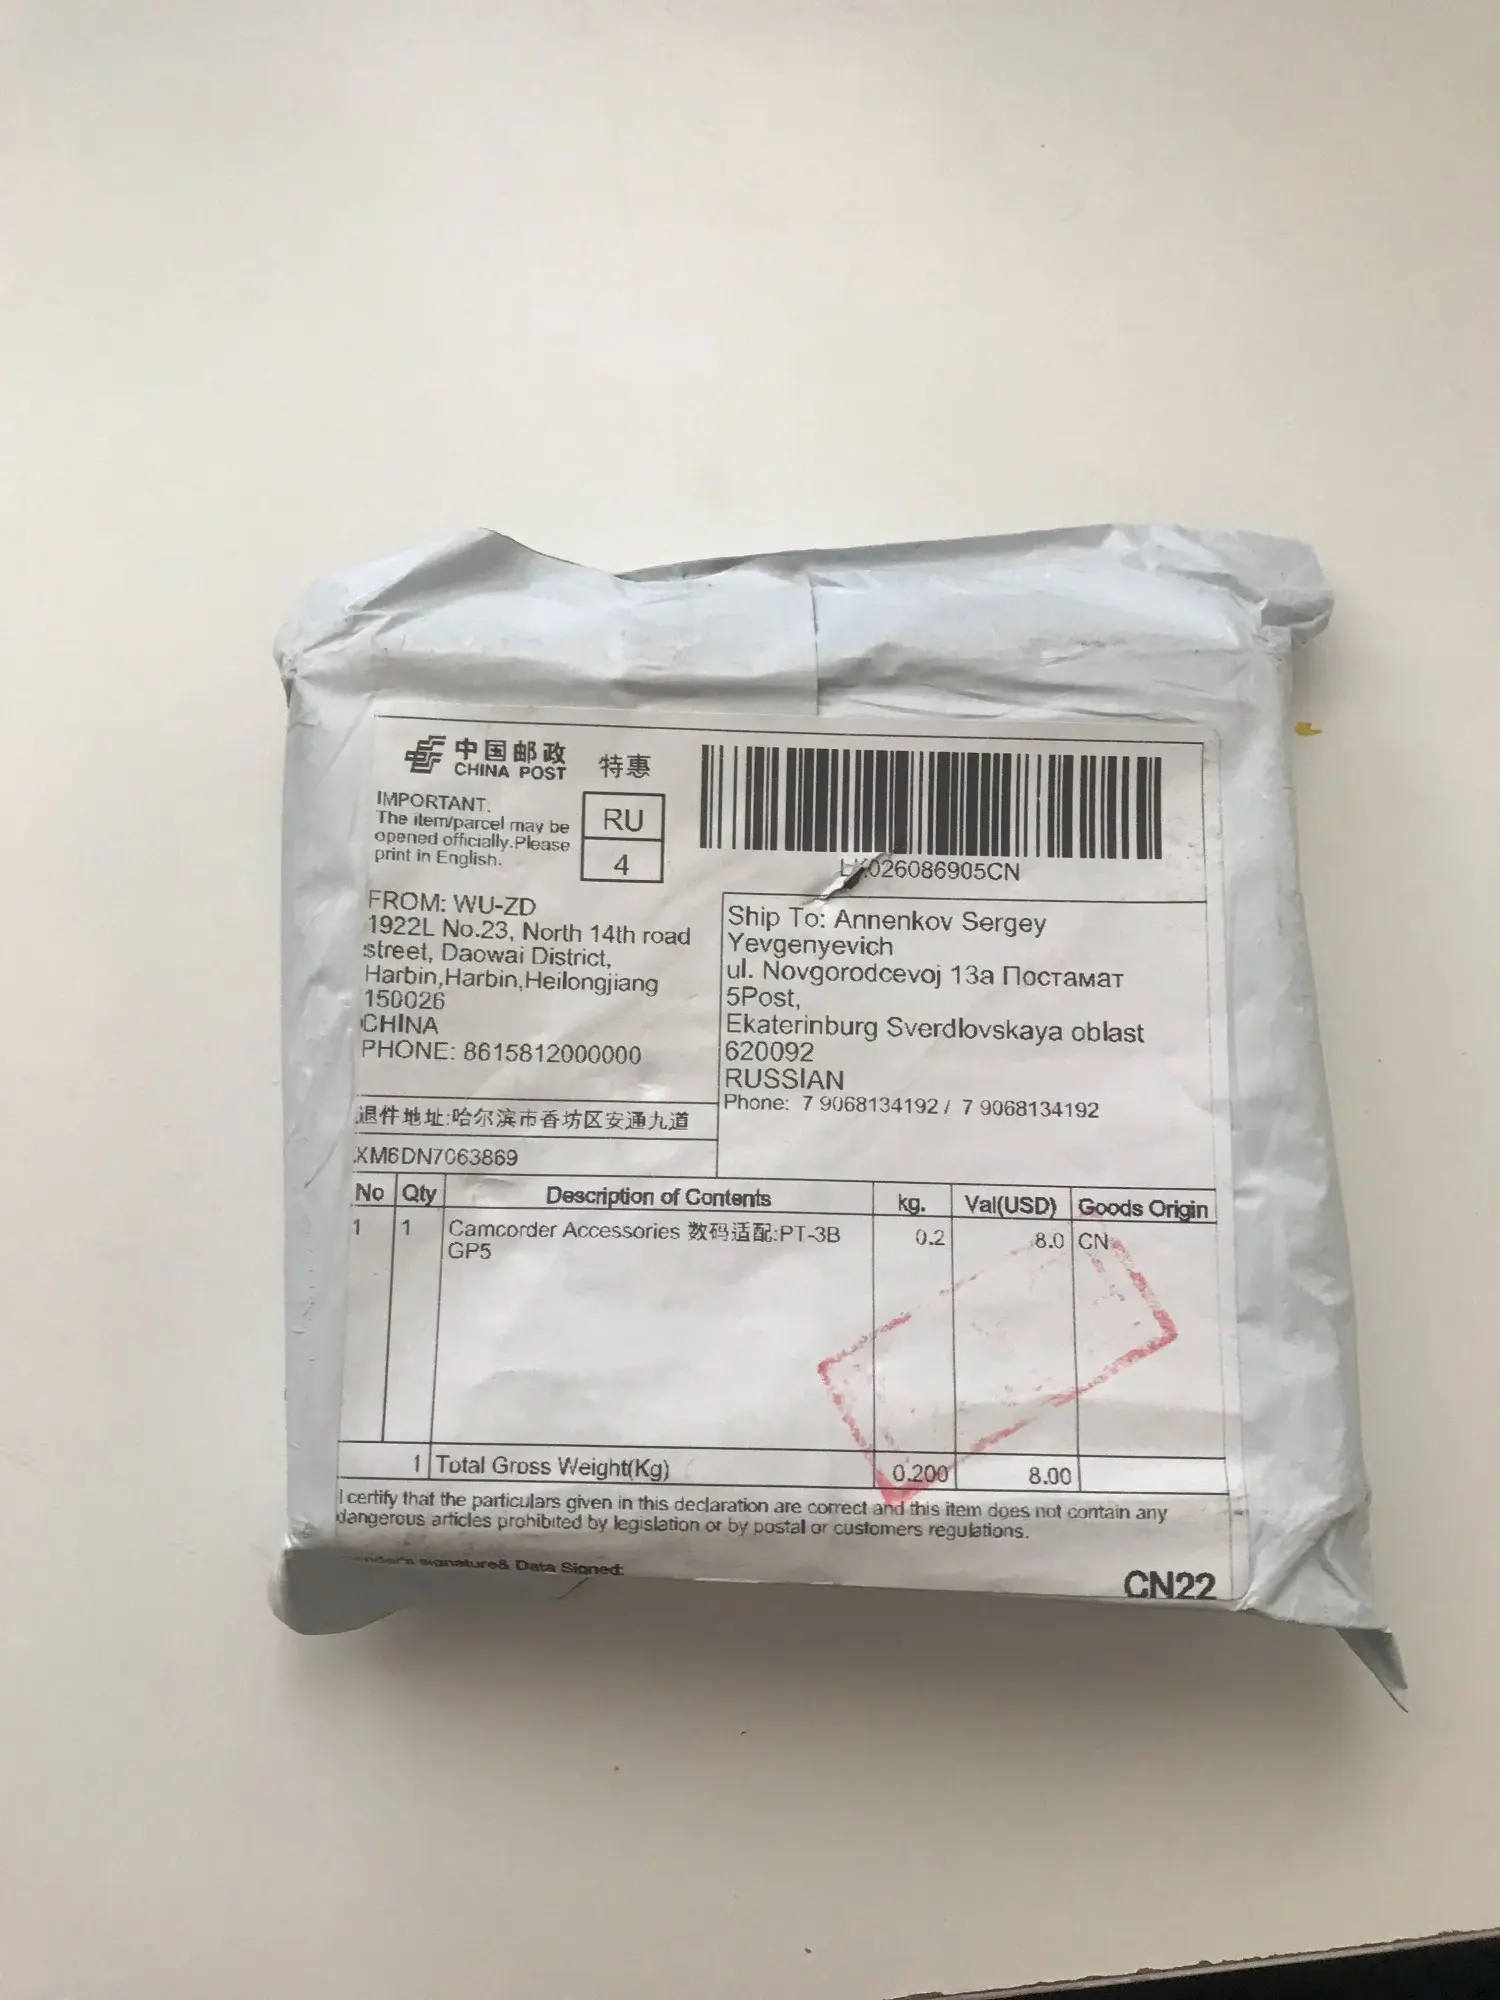 中国邮政
CHINA POST
特惠
IMPORTANT.
The item/parcel may be
opened officially.Please
print in English.
RU
4
026086905CN
FROM: WU-ZD
1922L No.23, North 14th road
street, Daowai District,
Harbin,Harbin,Heilongjiang
150026
CHINA
PHONE: 8615812000000
退件地址:哈尔滨市香坊区安通九道
XM6DN7063869
Ship To: Annenkov Sergey
Yevgenyevich
ul. Novgorodcevoj 13a Постамат
5Post,
Ekaterinburg Sverdlovskaya oblast
620092
RUSSIAN
Phone: 7 9068134192 / 7 9068134192
No Qty Description of Contents kg. Val(USD) Goods Origin
1 1 Camcorder Accessories 数码适配:PT-3B 0.2 8.0 CN
GP5
1 Total Gross Weight(Kg) 0.200 8.00
I certify that the particulars given in this declaration are correct and this item does not contain any
dangerous articles prohibited by legislation or by postal or customers regulations.
signature& Data Signed:
CN22